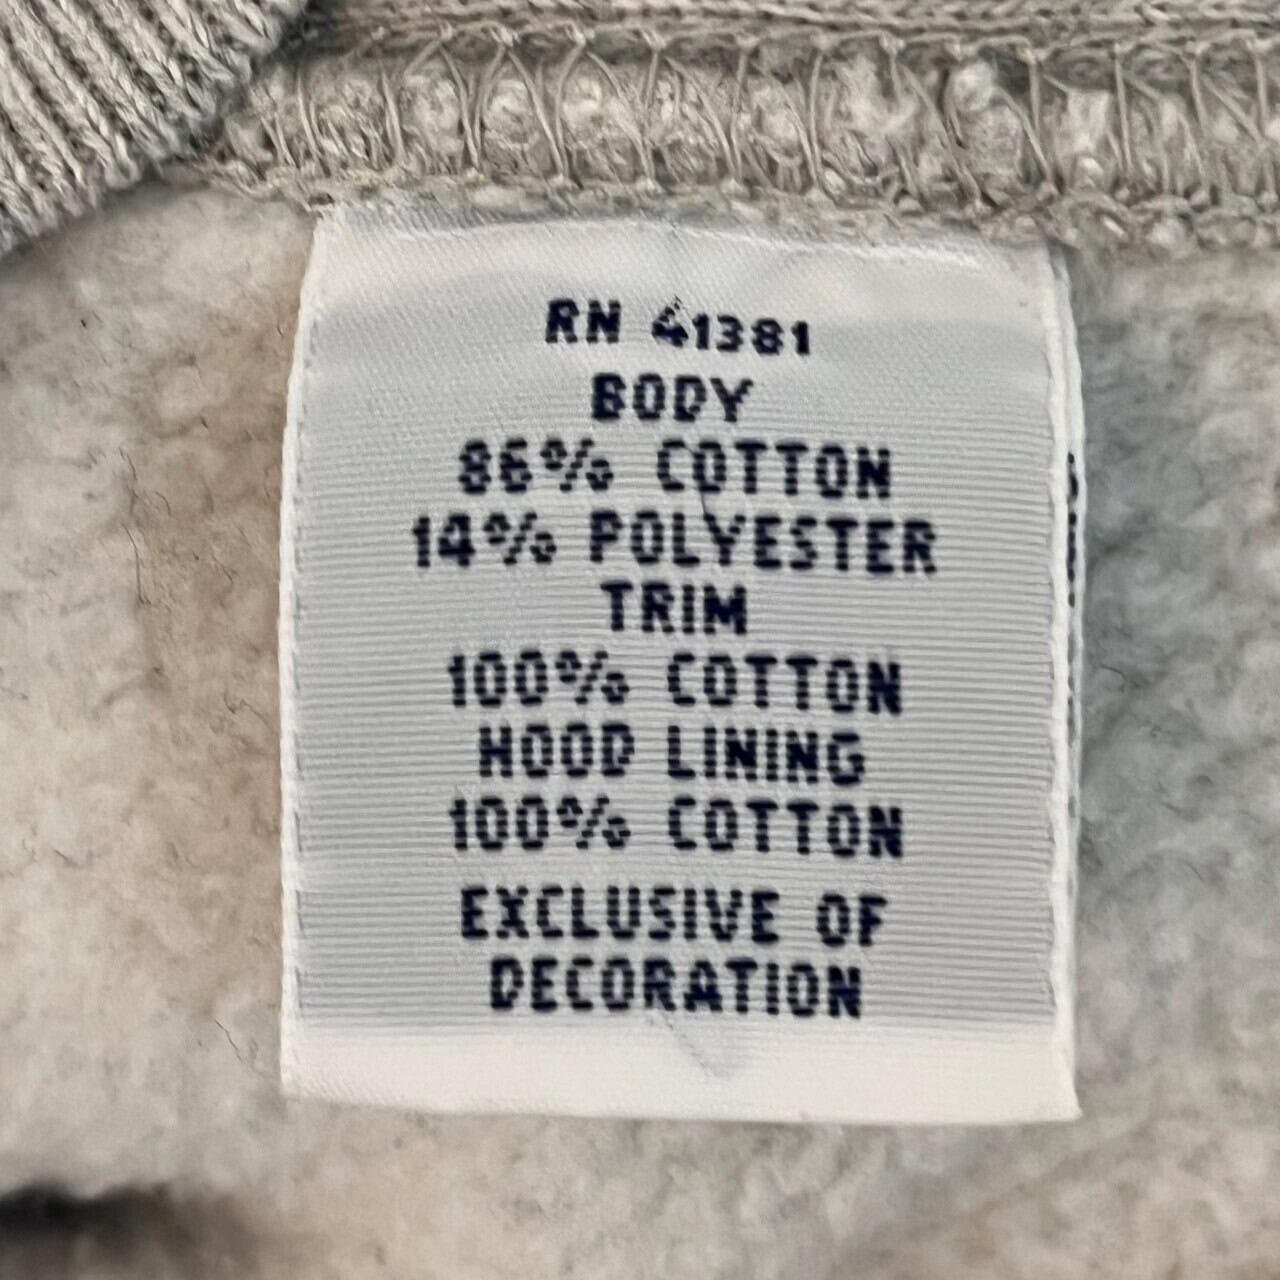 RN 41381
BODY
86% COTTON
14% POLYESTER
TRIM
100% COTTON
HOOD LINING
100% COTTON
EXCLUSIVE OF
DECORATION